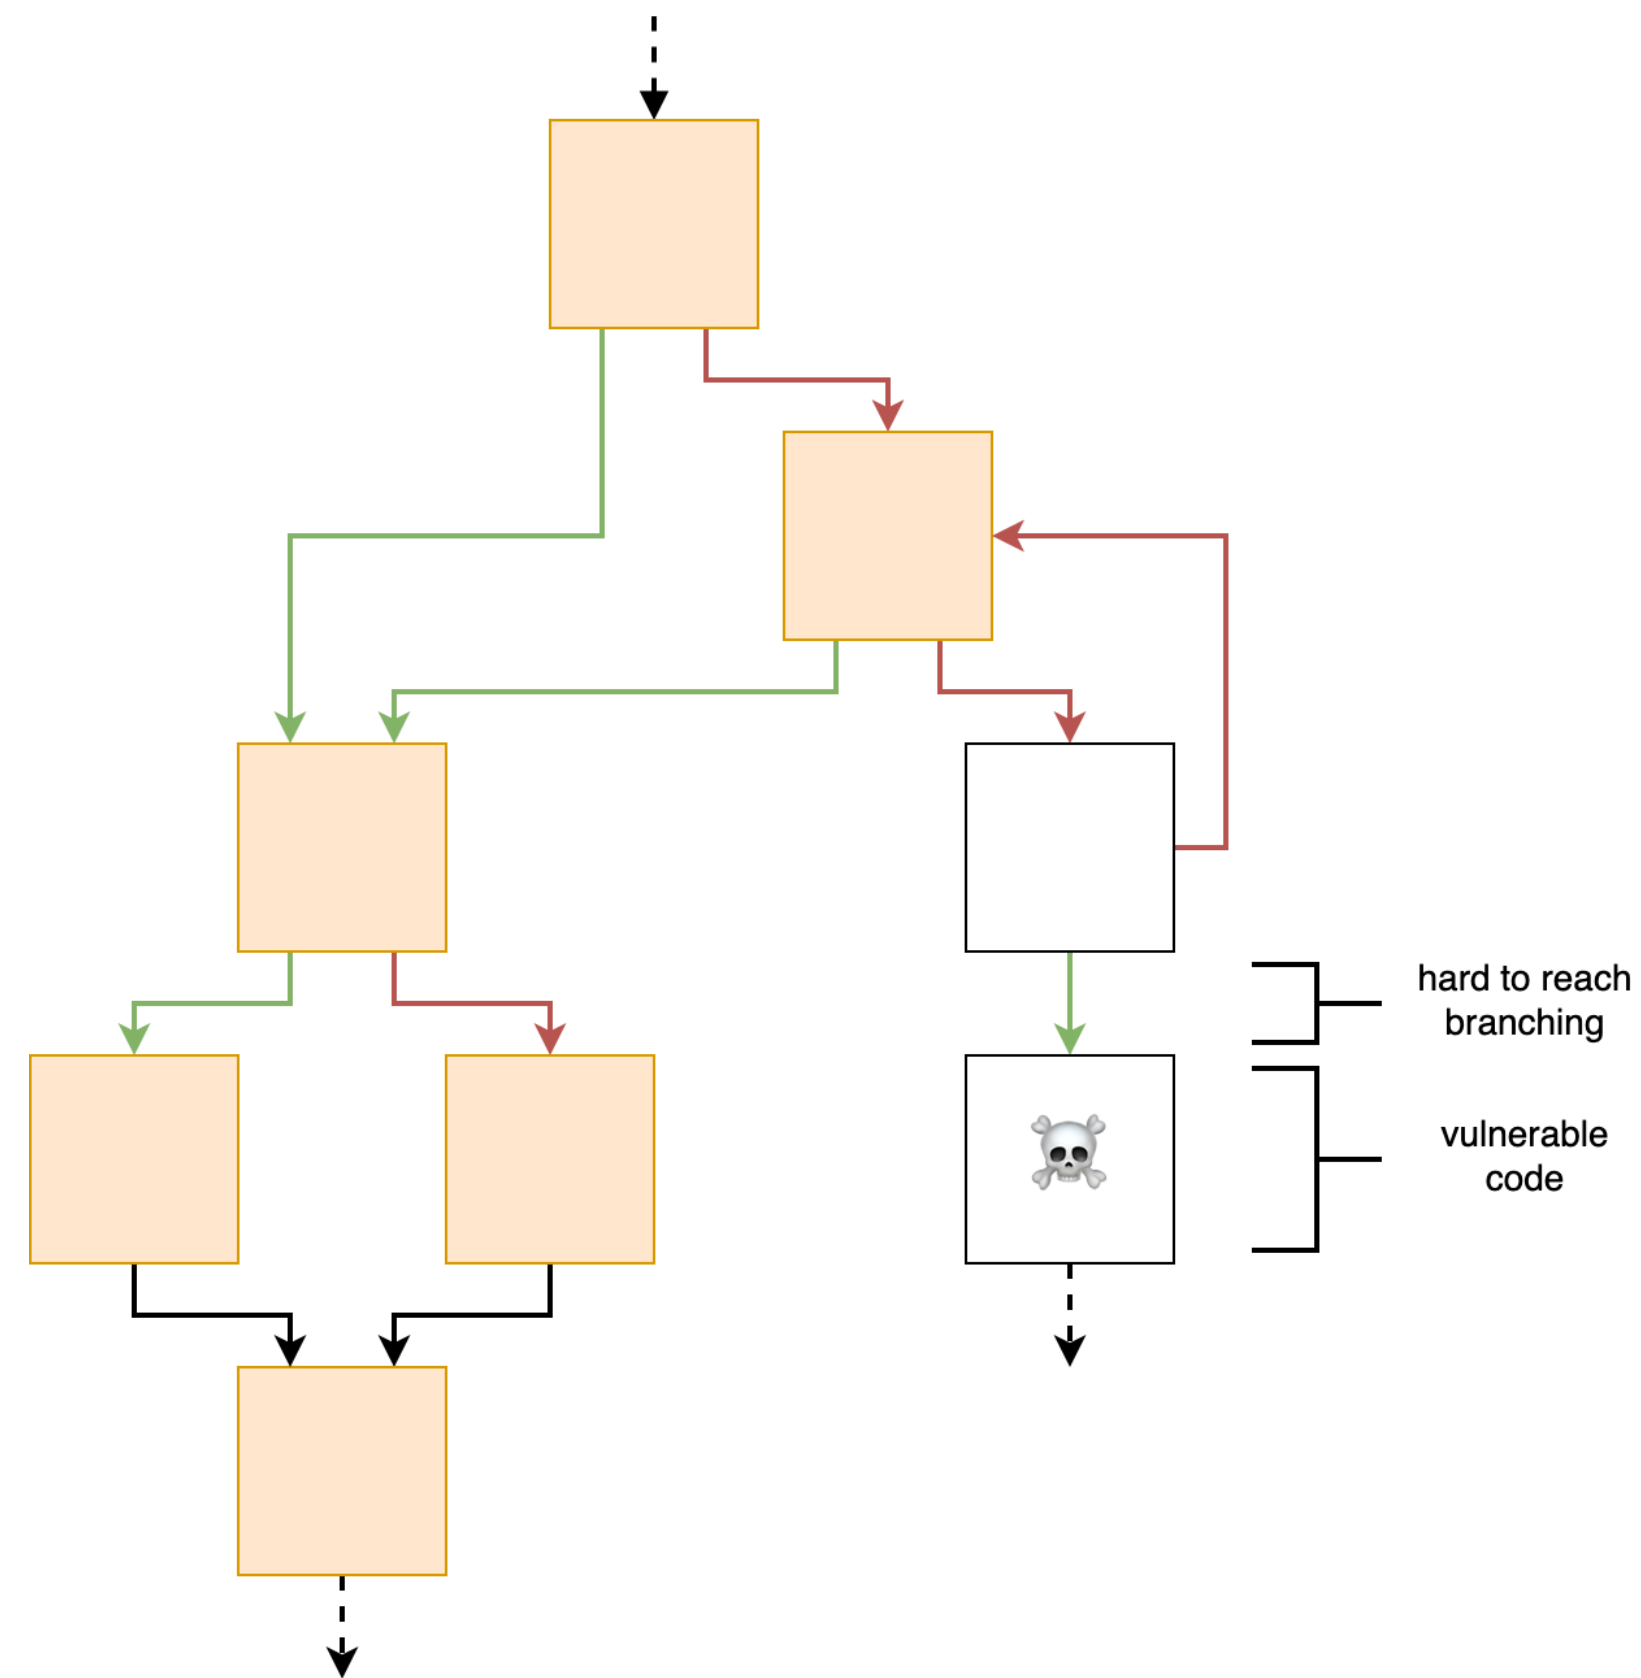 hard to reach
branching
vulnerable
code